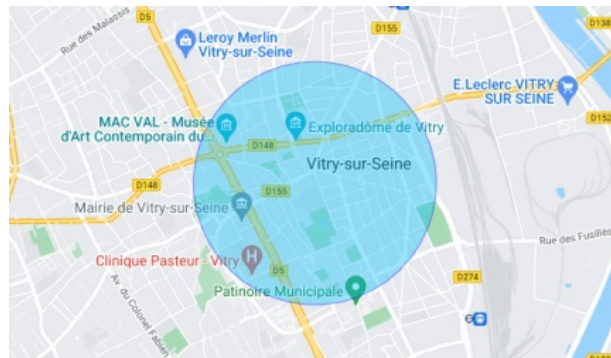 D5
Rue des Malassis
Leroy Merlin
Vitry-sur-Seine
D155
D138
E.Leclerc VITRY
SUR SEINE
D152
MAC VAL - Musée
d'Art Contemporain du...
Exploradôme de Vitry
D148
Vitry-sur-Seine
D148
D155
Mairie de Vitry-sur-Seine
Rue des Fusillés
Clinique Pasteur - Vitry
D5
D274
Av. du Colonel Fabien
Patinoire Municipale